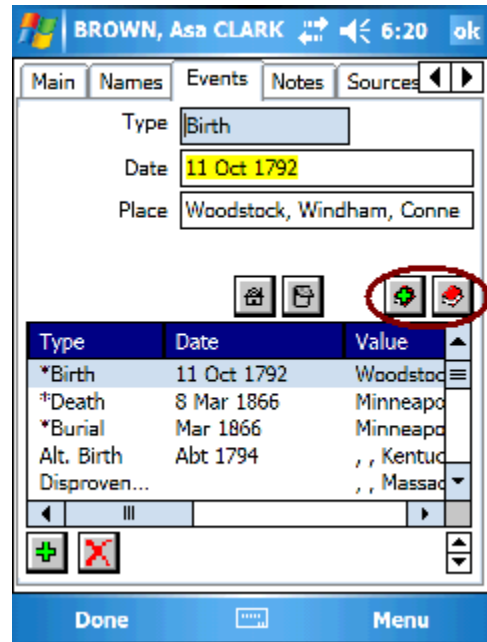 BROWN, Asa CLARK 6:20 ok
Main Names Events Notes Sources
Type Birth
Date 11 Oct 1792
Place Woodstock, Windham, Conne
Type Date Value
*Birth 11 Oct 1792 Woodstoc
*Death 8 Mar 1866 Minneapo
*Burial Mar 1866 Minneapo
Alt. Birth Abt 1794 , , Kentuc
Disproven... , , Massac
Done Menu